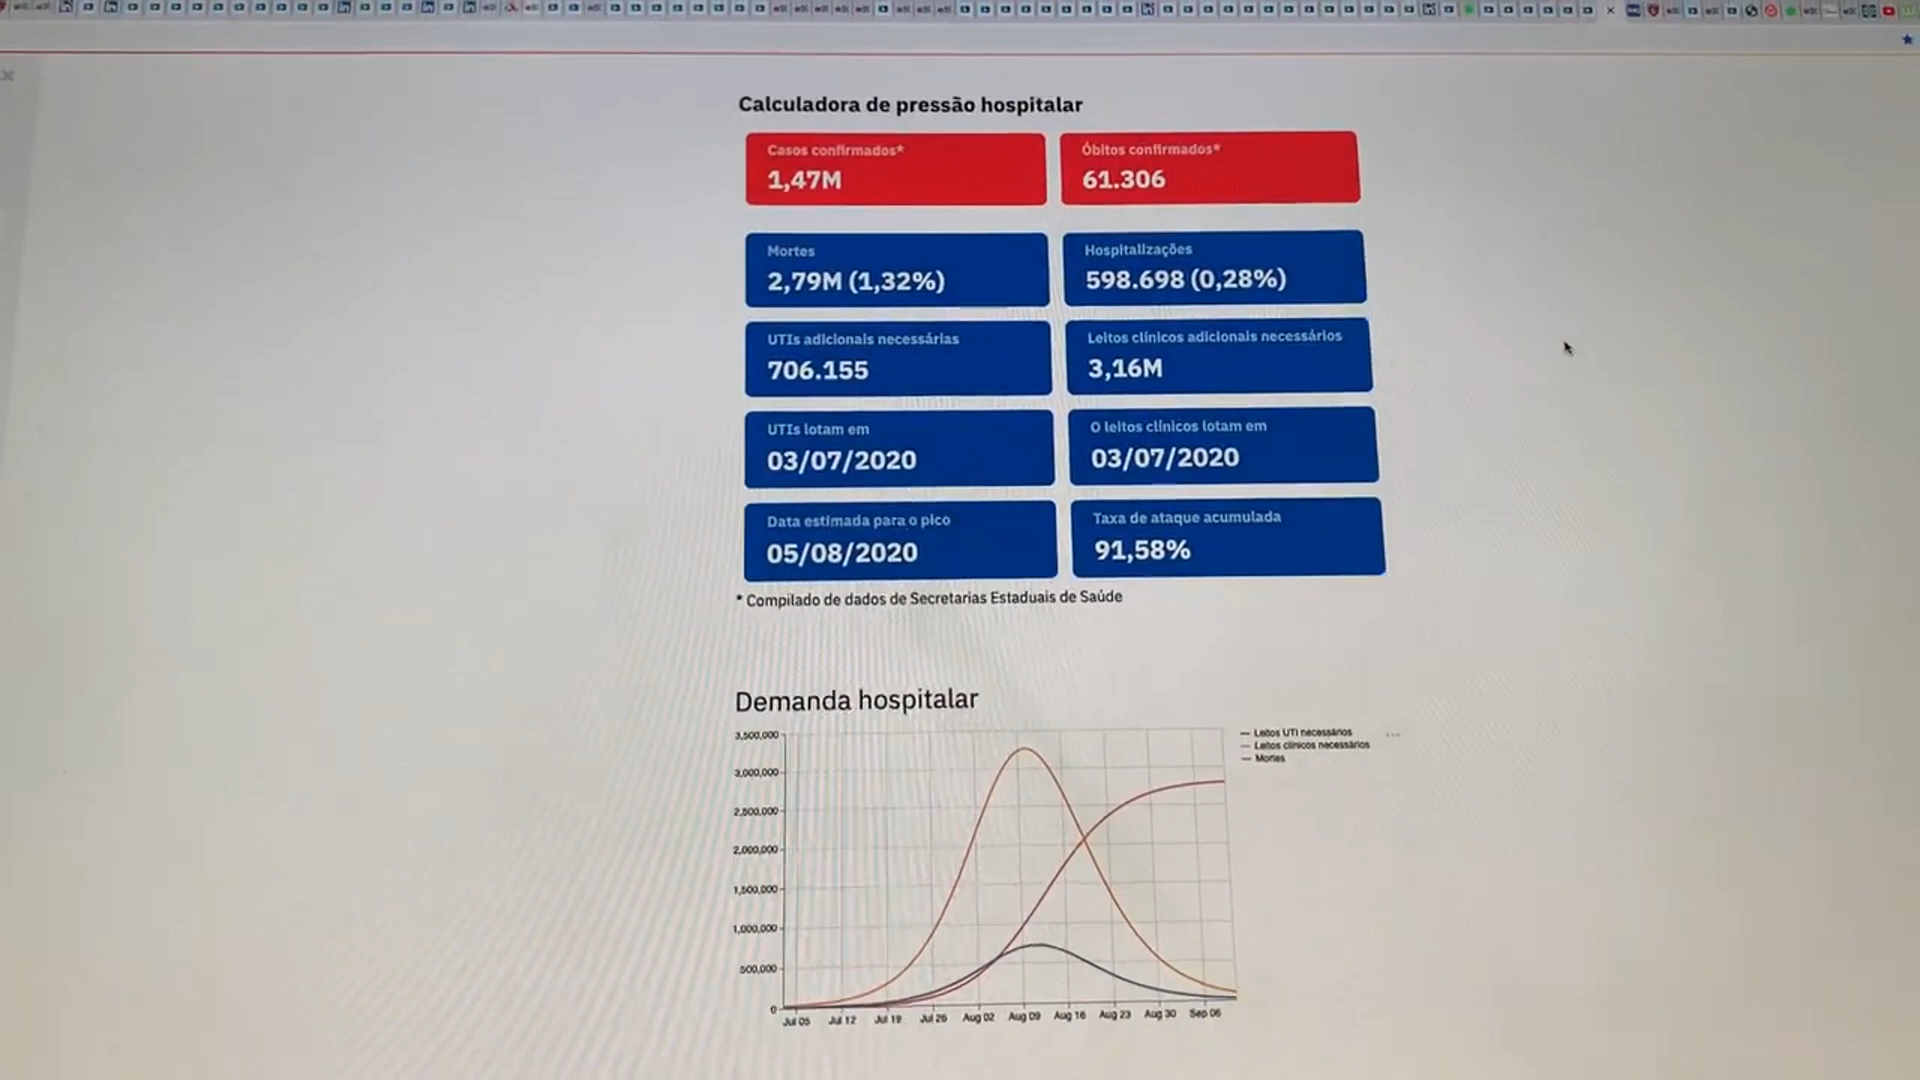 Calculadora de pressão hospitalar
Casos confirmados*
1,47M
Óbitos confirmados*
61.306
Mortes
2,79M (1,32%)
Hospitalizações
598.698 (0,28%)
UTIs adicionais necessárias
706.155
Leitos clínicos adicionais necessários
3,16M
UTIs lotam em
03/07/2020
O leitos clínicos lotam em
03/07/2020
Data estimada para o pico
05/08/2020
Taxa de ataque acumulada
91,58%
* Compilado de dados de Secretarias Estaduais de Saúde
Demanda hospitalar
3,500,000
3,000,000
2,500,000
2,000,000
1,500,000
1,000,000
500,000
0
Jul 05 Jul 12 Jul 19 Jul 26 Aug 02 Aug 09 Aug 16 Aug 23 Aug 30 Sep 06
Leitos UTI necessários
Leitos clínicos necessários
Mortes